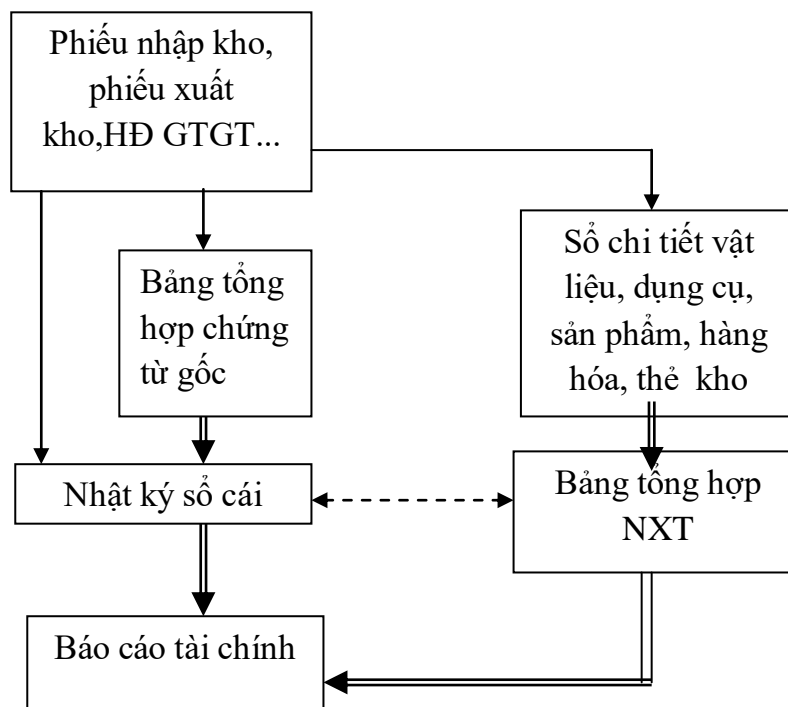 Phiếu nhập kho,
phiếu xuất
kho,HĐ GTGT...
Bảng tổng
hợp chứng
từ gốc
Sổ chi tiết vật
liệu, dụng cụ,
sản phẩm, hàng
hóa, thẻ kho
Nhật ký sổ cái
Bảng tổng hợp
NXT
Báo cáo tài chính